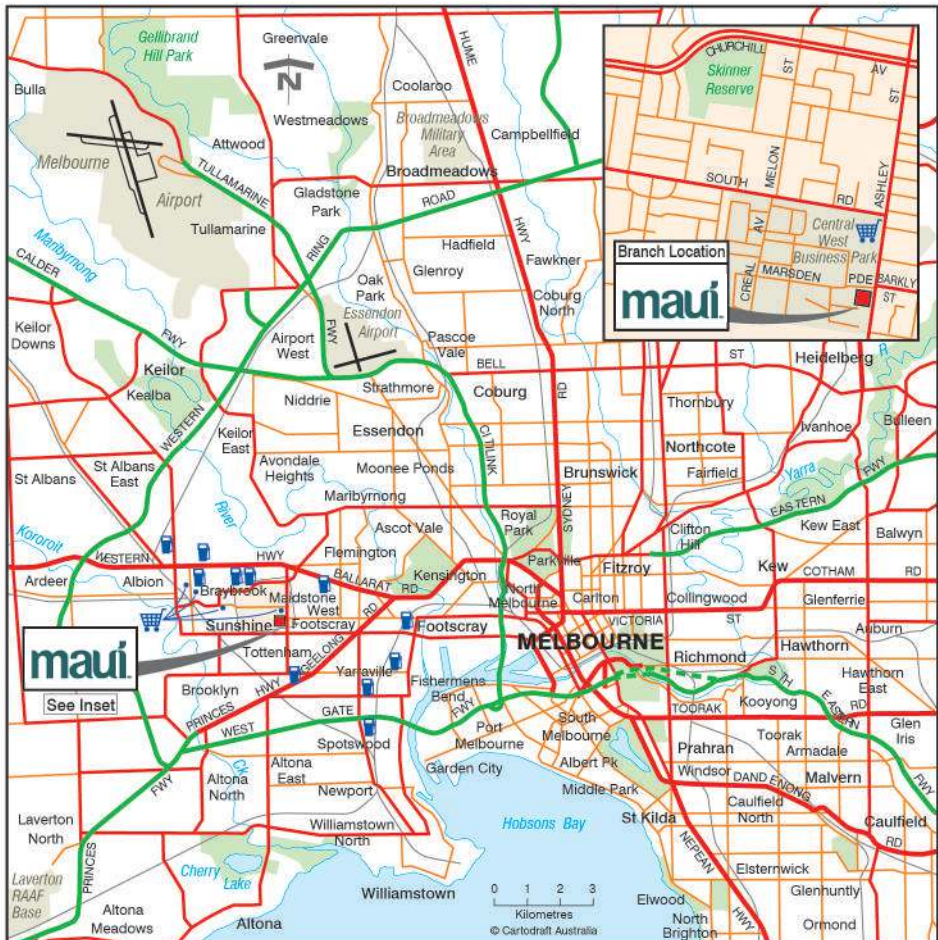 Gellibrand
Hill Park
Greenvale
HUME
N
Coolaroo
Bulla
Westmeadows
Broadmeadows
Military
Area
Campbellfield
Attwood
Melbourne
Airport
TULLAMARINE
Broadmeadows
Gladstone
Park
ROAD
HWY
Tullamarine
RING
Hadfield
Maribyrnong
CALDER
FWY
Oak
Park
Glenroy
Fawkner
Essendon
Airport
FWY
Coburg
North
Keilor
Downs
Airport
West
Pascoe
Vale
BELL
ST
Heidelberg
R
Keilor
Kealba
Strathmore
Coburg
RD
WESTERN
Niddrie
CITILINK
Thornbury
Ivanhoe
Bulleen
Keilor
East
Essendon
Northcote
St Albans
East
St Albans
Avondale
Heights
Moonee Ponds
Brunswick
Fairfield
Yarra
FWY
Maribyrnong
SYDNEY
EASTERN
River
Royal
Park
Kororoit
Ascot Vale
Clifton
Hill
Kew East
Balwyn
WESTERN
HWY
Flemington
Parkville
Fitzroy
Kew
COTHAM
RD
Ardeer
Albion
BALLARAT
RD
Kensington
Braybrook
Maidstone
West
Footscray
North
Melbourne
Carlton
Collingwood
Glenferrie
Sunshine
RD
Footscray
VICTORIA
ST
Auburn
MELBOURNE
Hawthorn
maui
Tottenham
GEELONG
Yarraville
Richmond
Hawthorn
East
See Inset
Brooklyn
HWY
PRINCES
Fishermens
Bend
FWY
STH
EASTERN
Kooyong
RD
TOORAK
WEST
GATE
Port
Melbourne
South
Melbourne
Toorak
Glen
Iris
Spotswood
Prahran
Armadale
FWY
Ck
Altona
North
Altona
East
Garden City
Albert Pk
Windsor
Malvern
FWY
Newport
Middle Park
DANDENONG
Caulfield
North
Laverton
North
Williamstown
North
Hobsons Bay
St Kilda
Caulfield
RD
PRINCES
NEPEAN
Elsternwick
Laverton
RAAF
Base
Cherry
Lake
Williamstown
0 1 2 3
Kilometres
© Cartodraft Australia
Elwood
Glenhuntly
HWY
Altona
Meadows
Altona
North
Brighton
Ormond
CHURCHILL
AV
ST
Skinner
Reserve
ST
MELON
SOUTH
RD
ASHLEY
AV
Central
West
Business Park
Branch Location
CREAL
MARSDEN
PDE
BARKLY
ST
maui